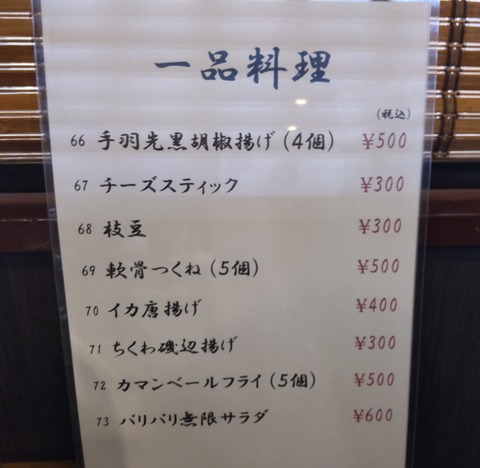 一品料理
(税込)
66 手羽先黒胡椒揚げ(4個) ¥500
67 チーズスティック ¥300
68 枝豆 ¥300
69 軟骨つくね(5個) ¥500
70 イカ唐揚げ ¥400
71 ちくわ磯辺揚げ ¥300
72 カマンベールフライ(5個) ¥500
73 パリパリ無限サラダ ¥600